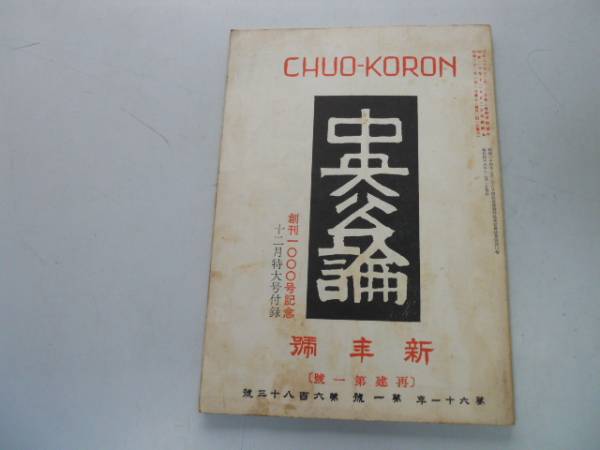 CHUO-KORON
中央公論
創刊一〇〇〇号記念
十二月特大号付録
新年號
〔再建第一號〕
第六十一年 第一號 第六百八十三號